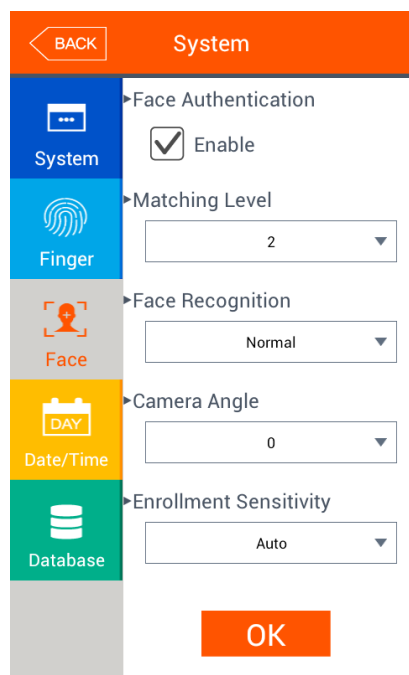 BACK
System
System
Finger
Face
DAY
Date/Time
Database
▸Face Authentication
Enable
▸Matching Level
2
▸Face Recognition
Normal
▸Camera Angle
0
▸Enrollment Sensitivity
Auto
OK